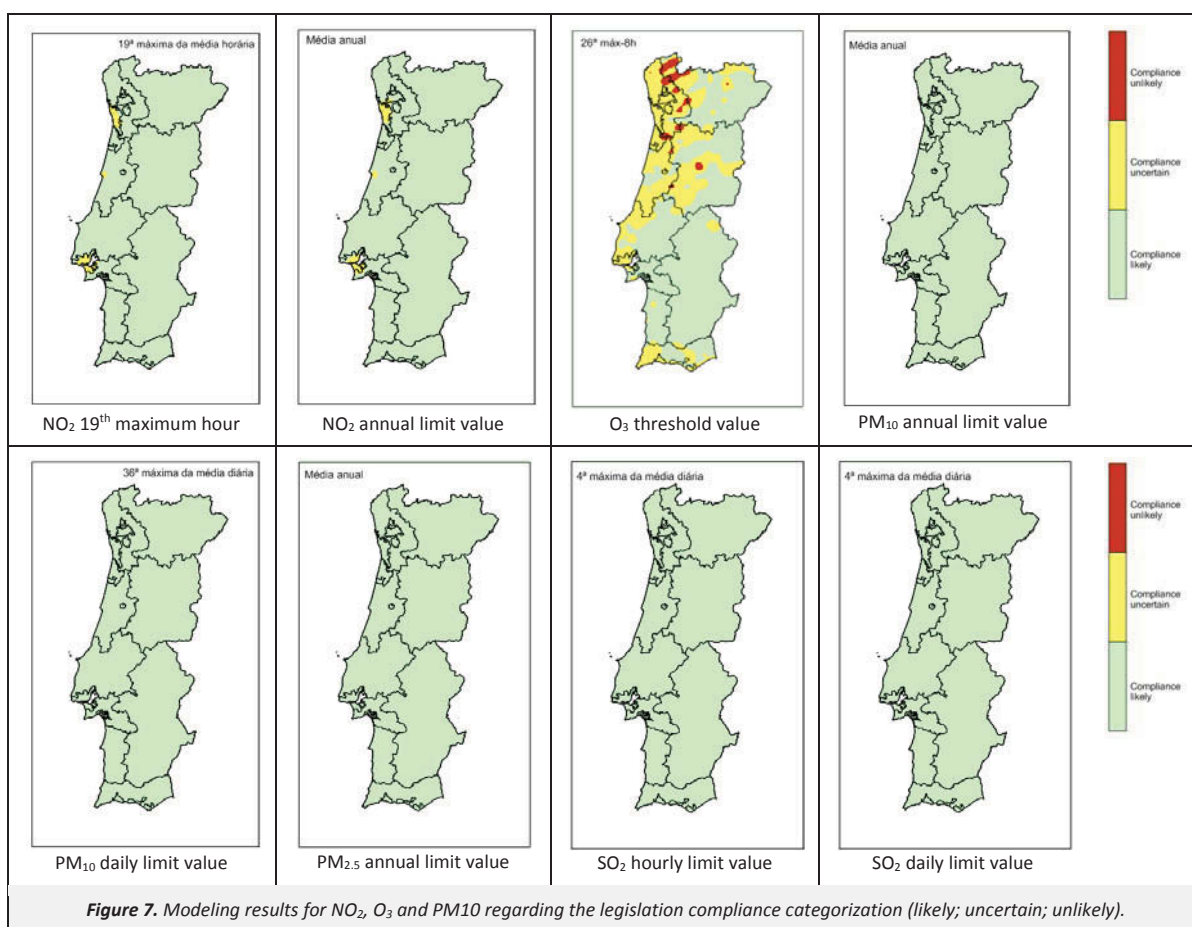 19ª máxima da média horária
NO₂ 19th maximum hour
Média anual
NO₂ annual limit value
26ª máx-8h
O₃ threshold value
Média anual
PM₁₀ annual limit value
Compliance
unlikely
Compliance
uncertain
Compliance
likely
36ª máxima da média diária
PM₁₀ daily limit value
Média anual
PM₂.₅ annual limit value
4ª máxima da média diária
SO₂ hourly limit value
4ª máxima da média diária
SO₂ daily limit value
Compliance
unlikely
Compliance
uncertain
Compliance
likely
Figure 7. Modeling results for NO₂, O₃ and PM10 regarding the legislation compliance categorization (likely; uncertain; unlikely).